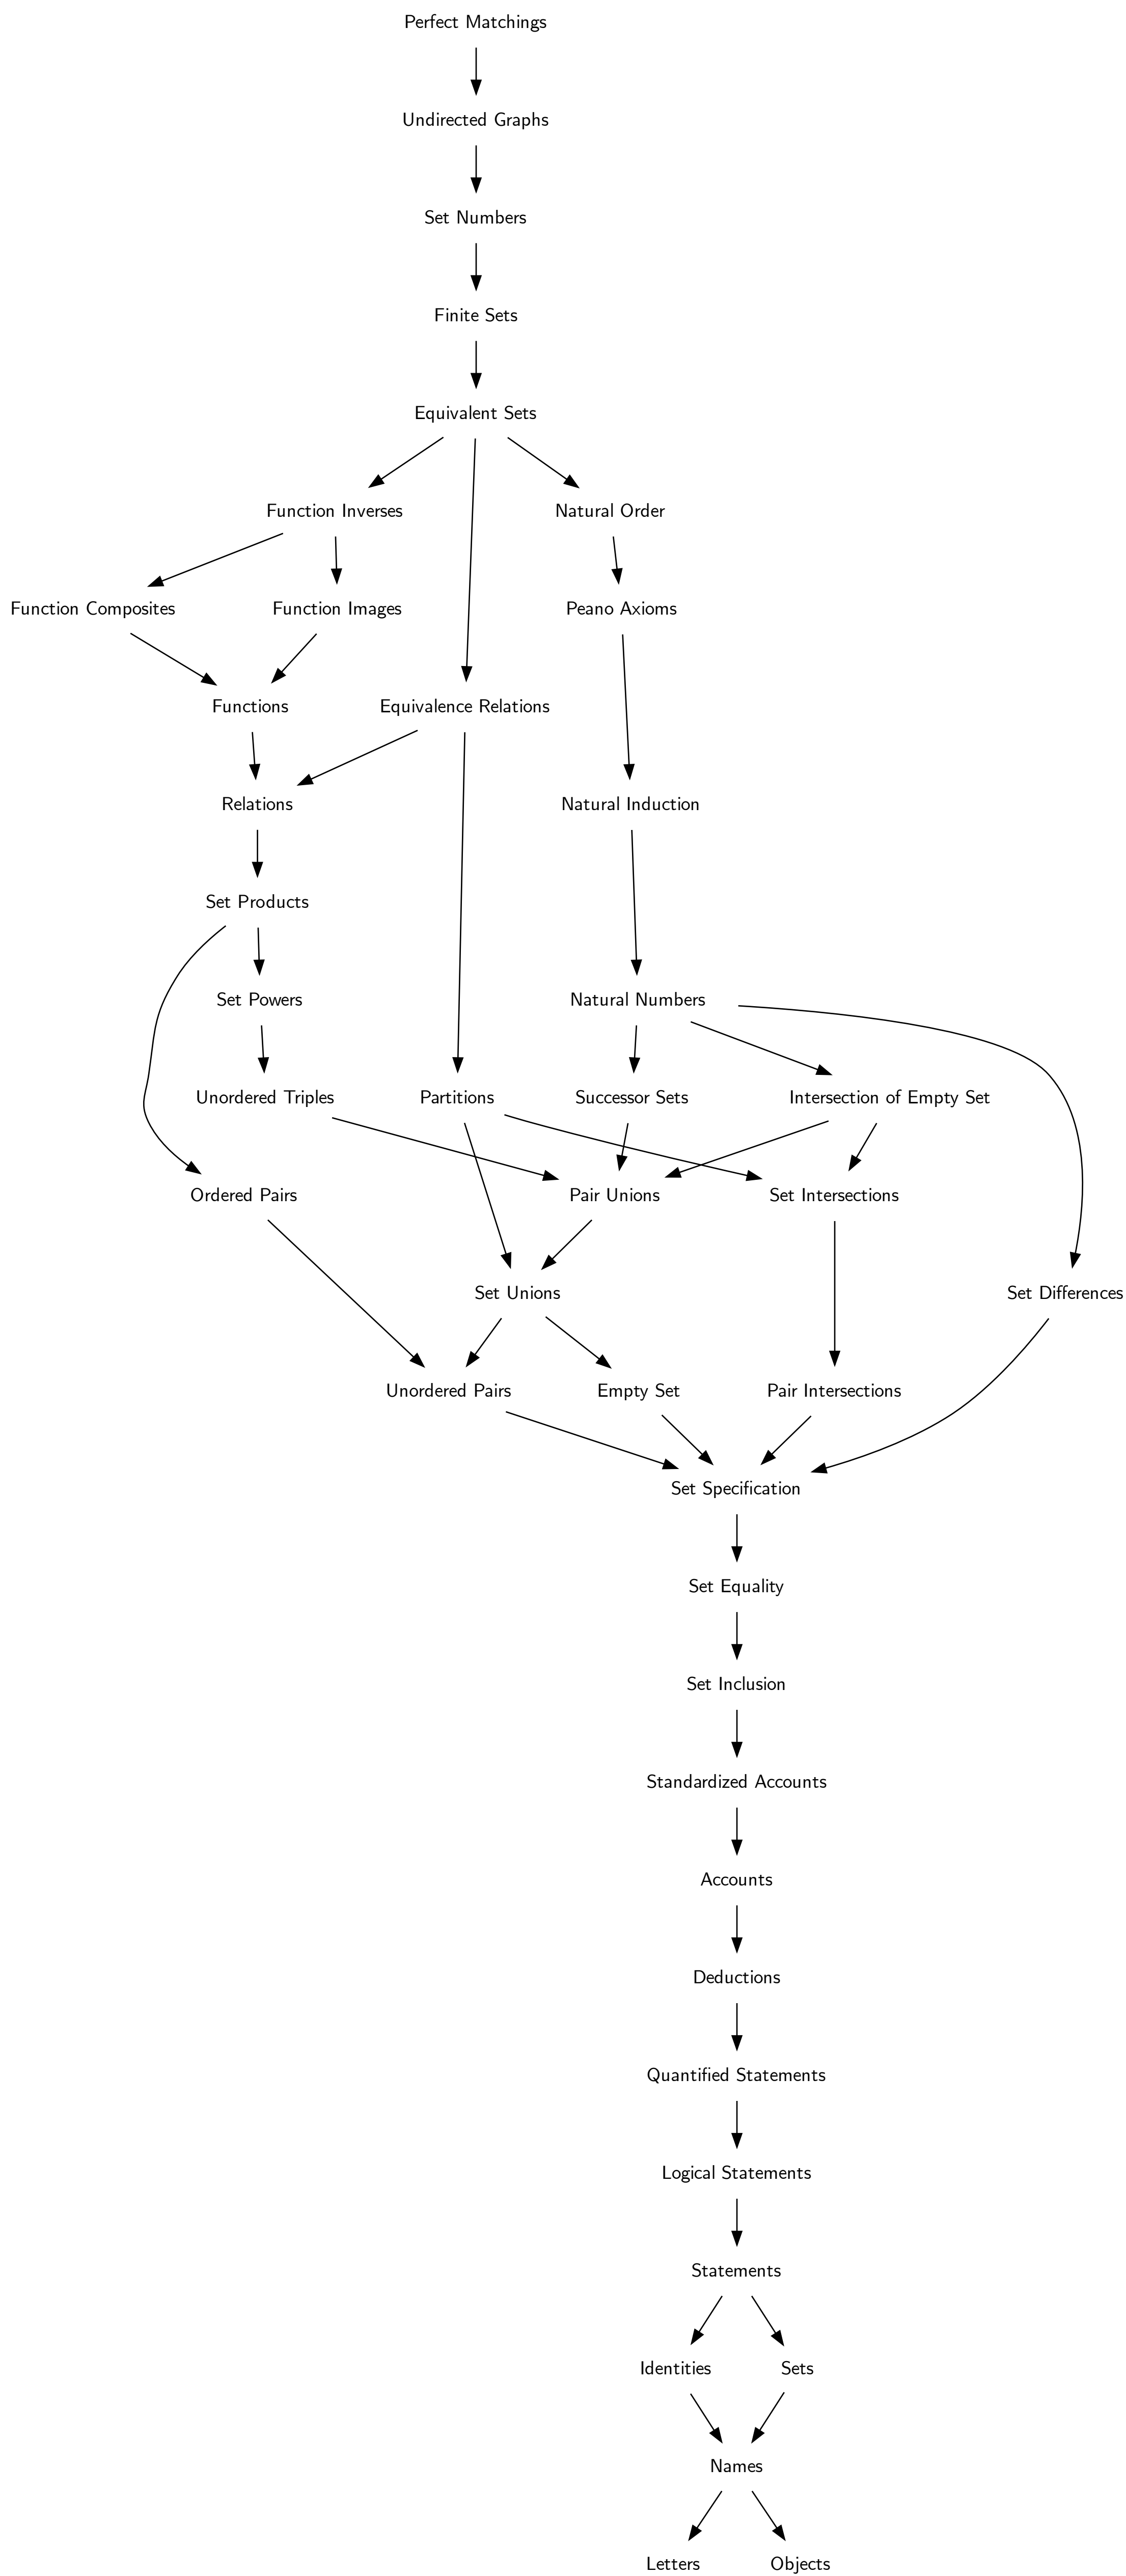 Perfect Matchings
Undirected Graphs
Set Numbers
Finite Sets
Equivalent Sets
Function Inverses
Natural Order
Function Composites
Function Images
Peano Axioms
Functions
Equivalence Relations
Relations
Natural Induction
Set Products
Set Powers
Natural Numbers
Unordered Triples
Partitions
Successor Sets
Intersection of Empty Set
Ordered Pairs
Pair Unions
Set Intersections
Set Unions
Set Differences
Unordered Pairs
Empty Set
Pair Intersections
Set Specification
Set Equality
Set Inclusion
Standardized Accounts
Accounts
Deductions
Quantified Statements
Logical Statements
Statements
Identities
Sets
Names
Letters
Objects